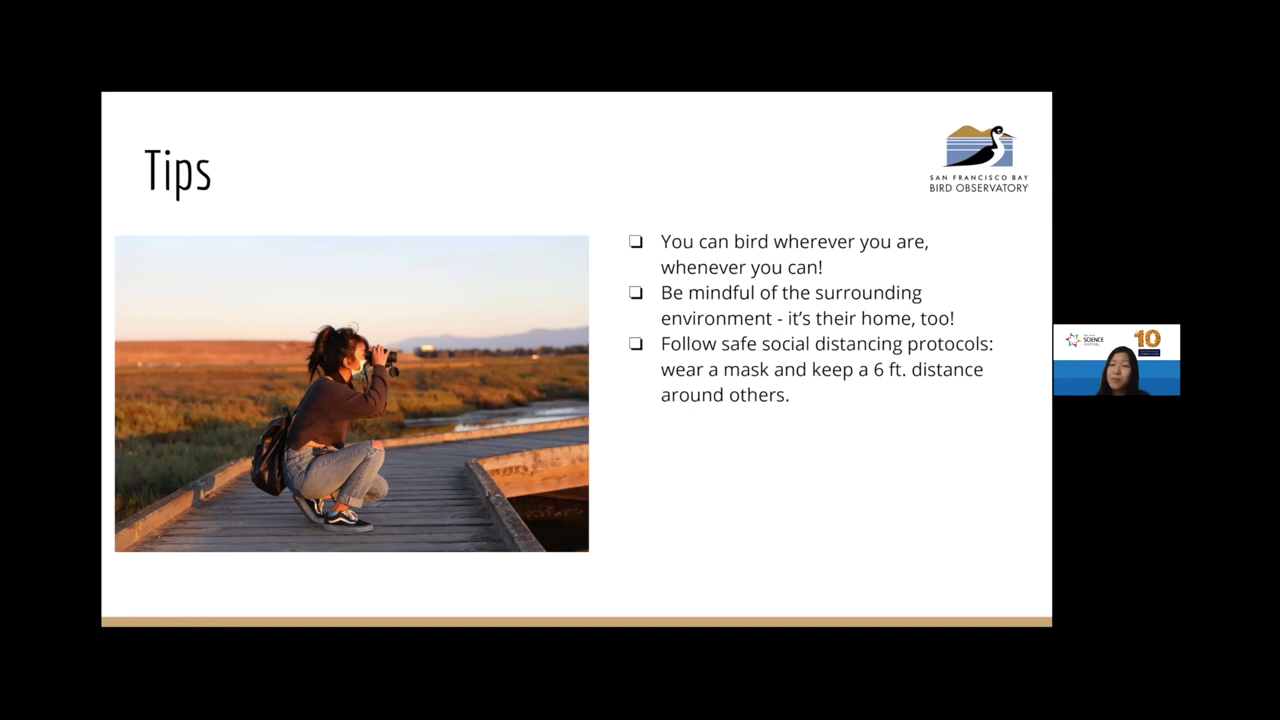 Tips
SAN FRANCISCO BAY
BIRD OBSERVATORY
❏ You can bird wherever you are,
whenever you can!
❏ Be mindful of the surrounding
environment - it's their home, too!
❏ Follow safe social distancing protocols:
wear a mask and keep a 6 ft. distance
around others.
SCIENCE
FESTIVAL
10